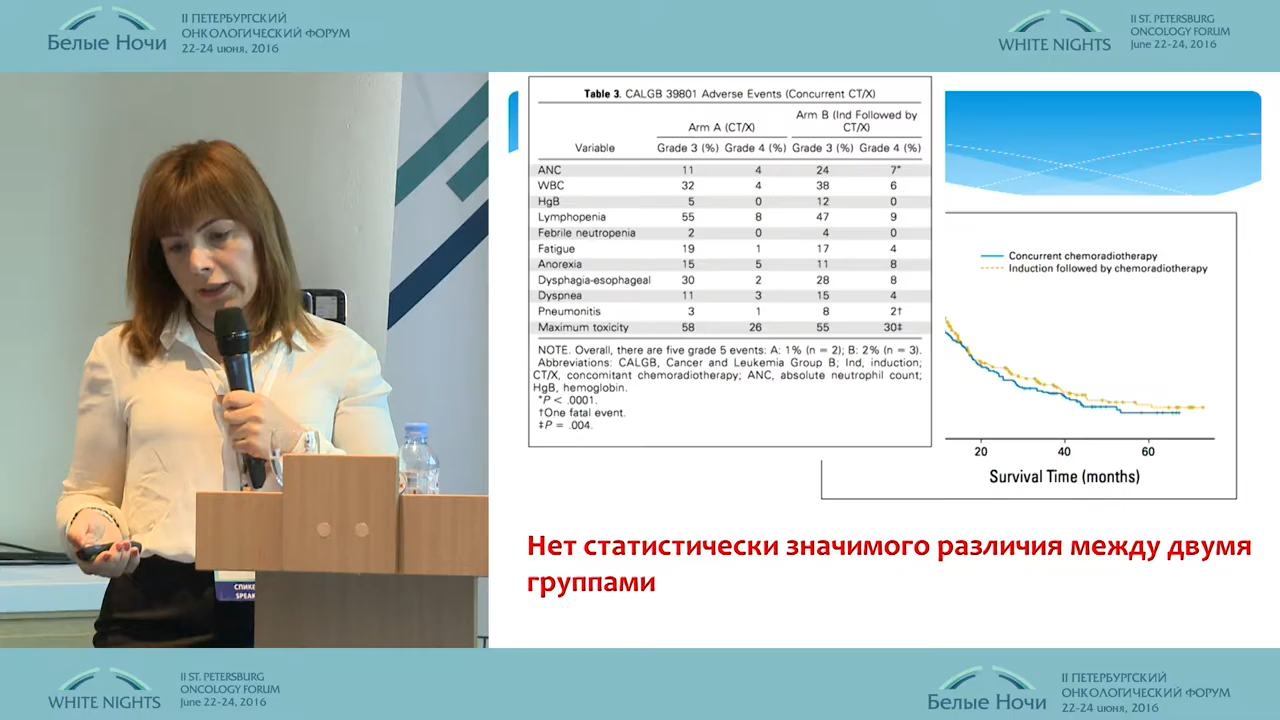 II ПЕТЕРБУРГСКИЙ
ОНКОЛОГИЧЕСКИЙ ФОРУМ
Белые Ночи
22-24 июня, 2016
II ST. PETERSBURG
ONCOLOGY FORUM
WHITE NIGHTS
June 22-24, 2016
Table 3. CALGB 39801 Adverse Events (Concurrent CT/X)
Arm A (CT/X) Arm B (Ind Followed by CT/X)
Variable Grade 3 (%) Grade 4 (%) Grade 3 (%) Grade 4 (%)
ANC 11 4 24 7*
WBC 32 4 38 6
HgB 5 0 12 0
Lymphopenia 55 8 47 9
Febrile neutropenia 2 0 4 0
Fatigue 19 1 17 4
Anorexia 15 5 11 8
Dysphagia-esophageal 30 2 28 8
Dyspnea 11 3 15 4
Pneumonitis 3 1 8 2†
Maximum toxicity 58 26 55 30‡
NOTE. Overall, there are five grade 5 events: A: 1% (n = 2); B: 2% (n = 3).
Abbreviations: CALGB, Cancer and Leukemia Group B; Ind, induction;
CT/X, concomitant chemoradiotherapy; ANC, absolute neutrophil count;
HgB, hemoglobin.
*P < .0001.
†One fatal event.
‡P = .004.
Concurrent chemoradiotherapy
Induction followed by chemoradiotherapy
20 40 60
Survival Time (months)
Нет статистически значимого различия между двумя
группами
СПИКЕ
SPEAK
II ST. PETERSBURG
ONCOLOGY FORUM
WHITE NIGHTS
June 22-24, 2016
II ПЕТЕРБУРГСКИЙ
ОНКОЛОГИЧЕСКИЙ ФОРУМ
Белые Ночи
22-24 июня, 2016